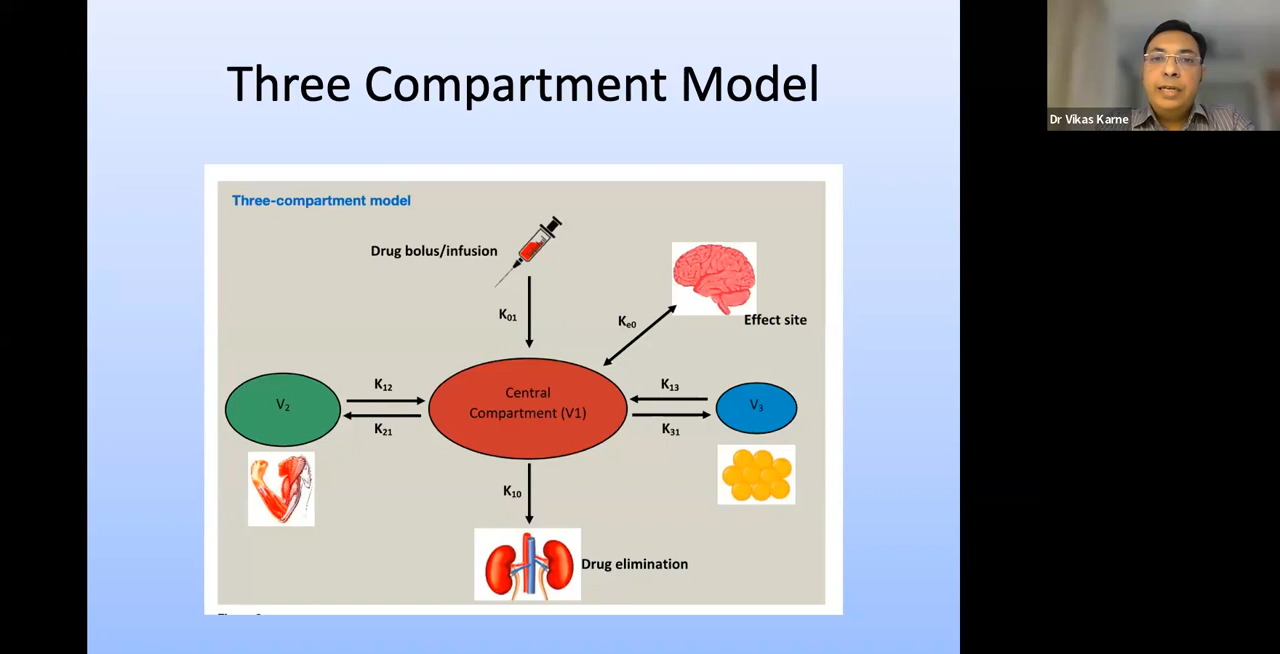 Three Compartment Model
Dr Vikas Karne
Three-compartment model
Drug bolus/infusion
K01
Ke0
Effect site
K12
K13
V2
Central
Compartment (V1)
V3
K21
K31
K10
Drug elimination